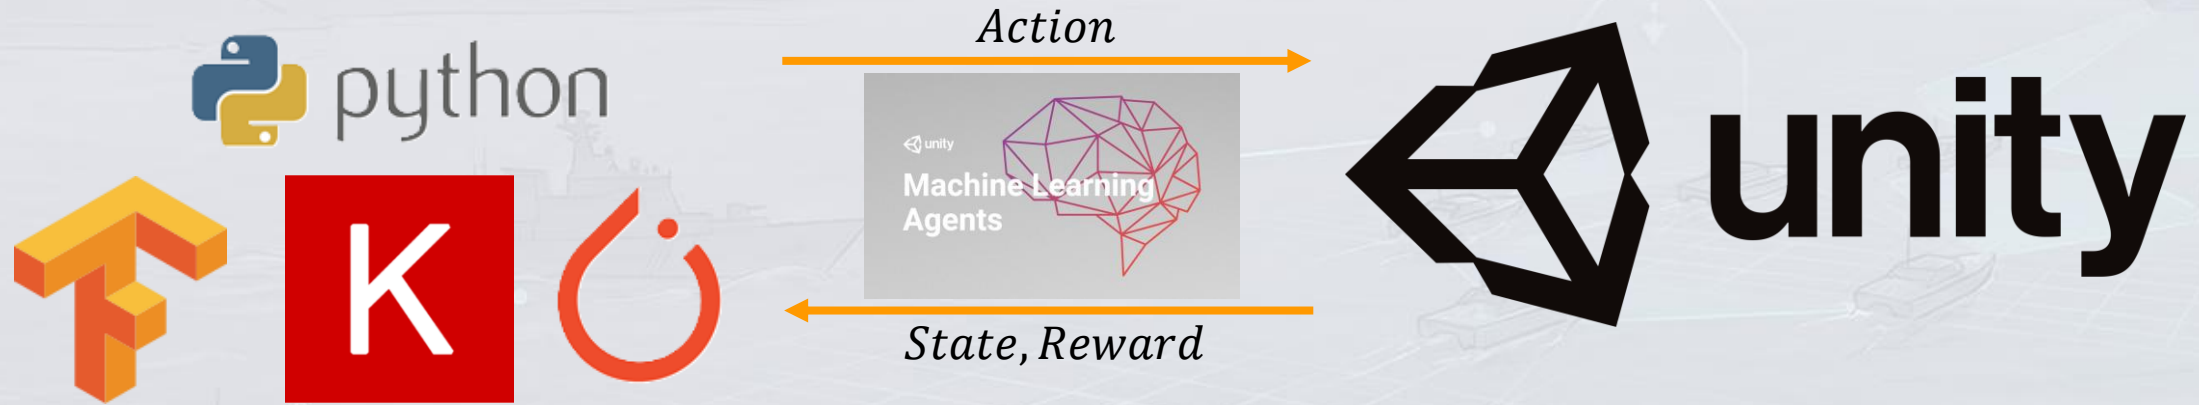 python
K
Action
unity
Machine Learning
Agents
State, Reward
unity